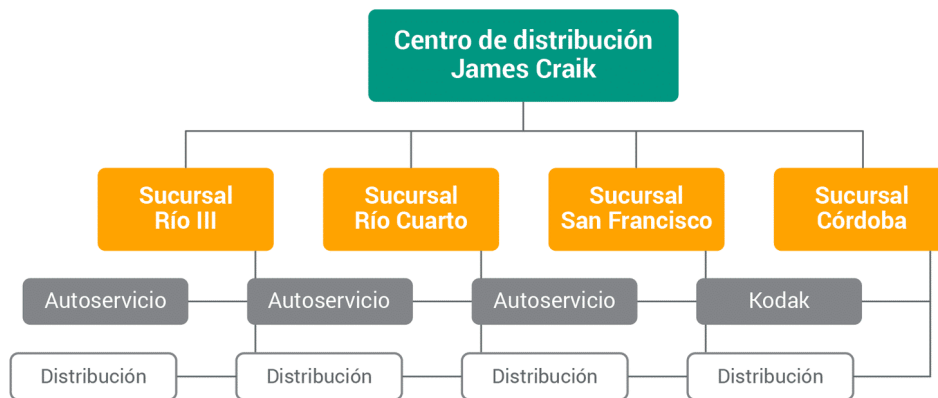 Centro de distribución
James Craik
Sucursal
Río III
Sucursal
Río Cuarto
Sucursal
San Francisco
Sucursal
Córdoba
Autoservicio
Autoservicio
Autoservicio
Kodak
Distribución
Distribución
Distribución
Distribución